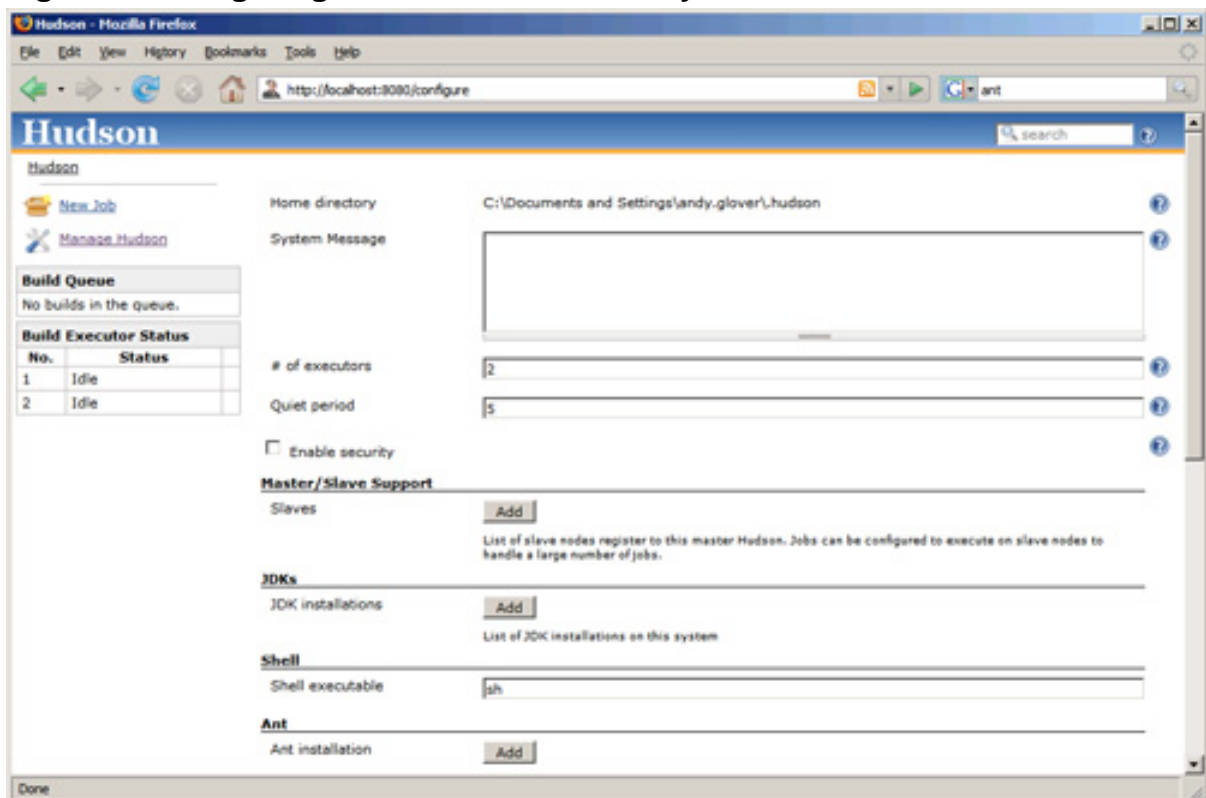 Hudson - Mozilla Firefox
File Edit View History Bookmarks Tools Help
http://localhost:8080/configure
G ant
Hudson
search
Hudson
New Job
Manage Hudson
Build Queue
No builds in the queue.
Build Executor Status
No. Status
1 Idle
2 Idle
Home directory C:\Documents and Settings\andy.glover\.hudson
System Message
# of executors 2
Quiet period 5
Enable security
Master/Slave Support
Slaves Add
List of slave nodes register to this master Hudson. Jobs can be configured to execute on slave nodes to
handle a large number of jobs.
JDKs
JDK installations Add
List of JDK installations on this system
Shell
Shell executable sh
Ant
Ant installation Add
Done